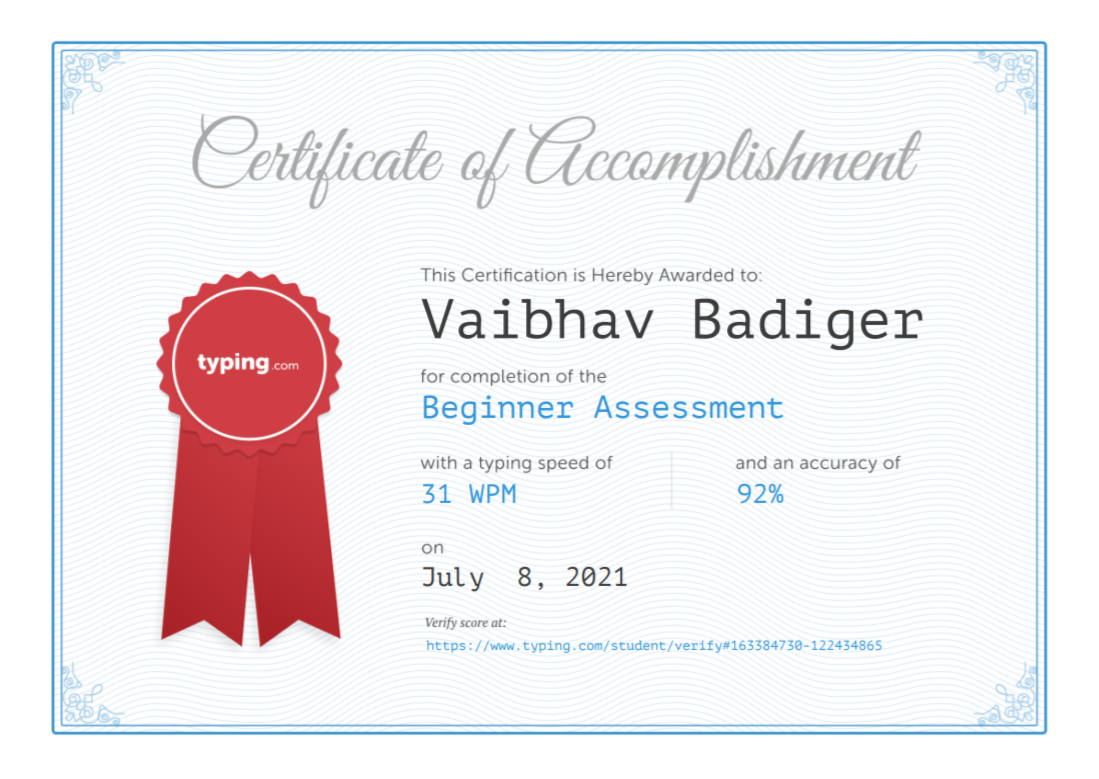 Certificate of Accomplishment
This Certification is Hereby Awarded to:
Vaibhav Badiger
typing.com
for completion of the
Beginner Assessment
with a typing speed of
31 WPM
and an accuracy of
92%
on
July 8, 2021
Verify score at:
https://www.typing.com/student/verify#163384730-122434865